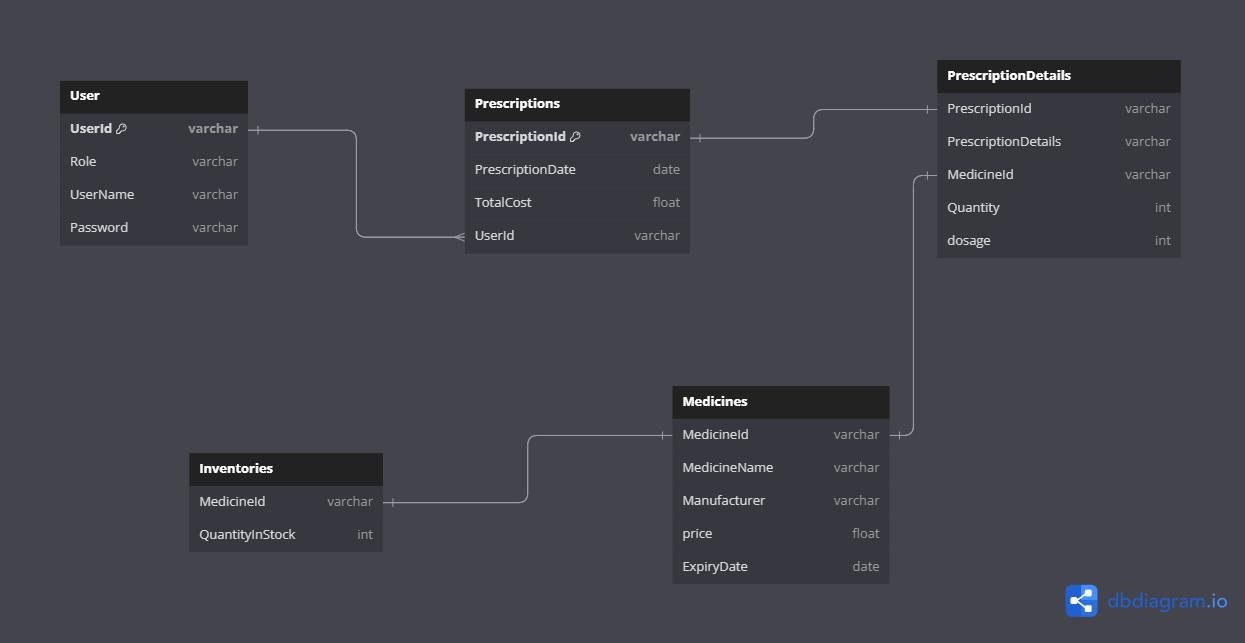 User
UserId varchar
Role varchar
UserName varchar
Password varchar
Prescriptions
PrescriptionId varchar
PrescriptionDate date
TotalCost float
UserId varchar
PrescriptionDetails
PrescriptionId varchar
PrescriptionDetails varchar
MedicineId varchar
Quantity int
dosage int
Inventories
MedicineId varchar
QuantityInStock int
Medicines
MedicineId varchar
MedicineName varchar
Manufacturer varchar
price float
ExpiryDate date
dbdiagram.io